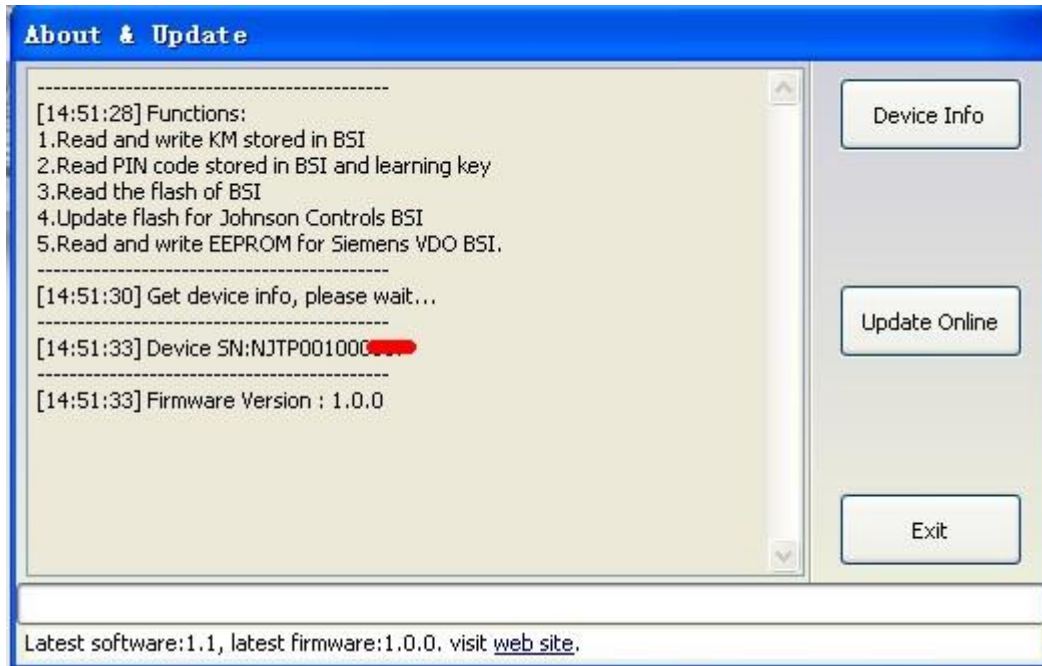 About & Update
--------------------------------------------
[14:51:28] Functions:
1.Read and write KM stored in BSI
2.Read PIN code stored in BSI and learning key
3.Read the flash of BSI
4.Update flash for Johnson Controls BSI
5.Read and write EEPROM for Siemens VDO BSI.
--------------------------------------------
[14:51:30] Get device info, please wait...
--------------------------------------------
[14:51:33] Device SN:
--------------------------------------------
[14:51:33] Firmware Version : 1.0.0
Device Info
Update Online
Exit
Latest software:1.1, latest firmware:1.0.0. visit web site.